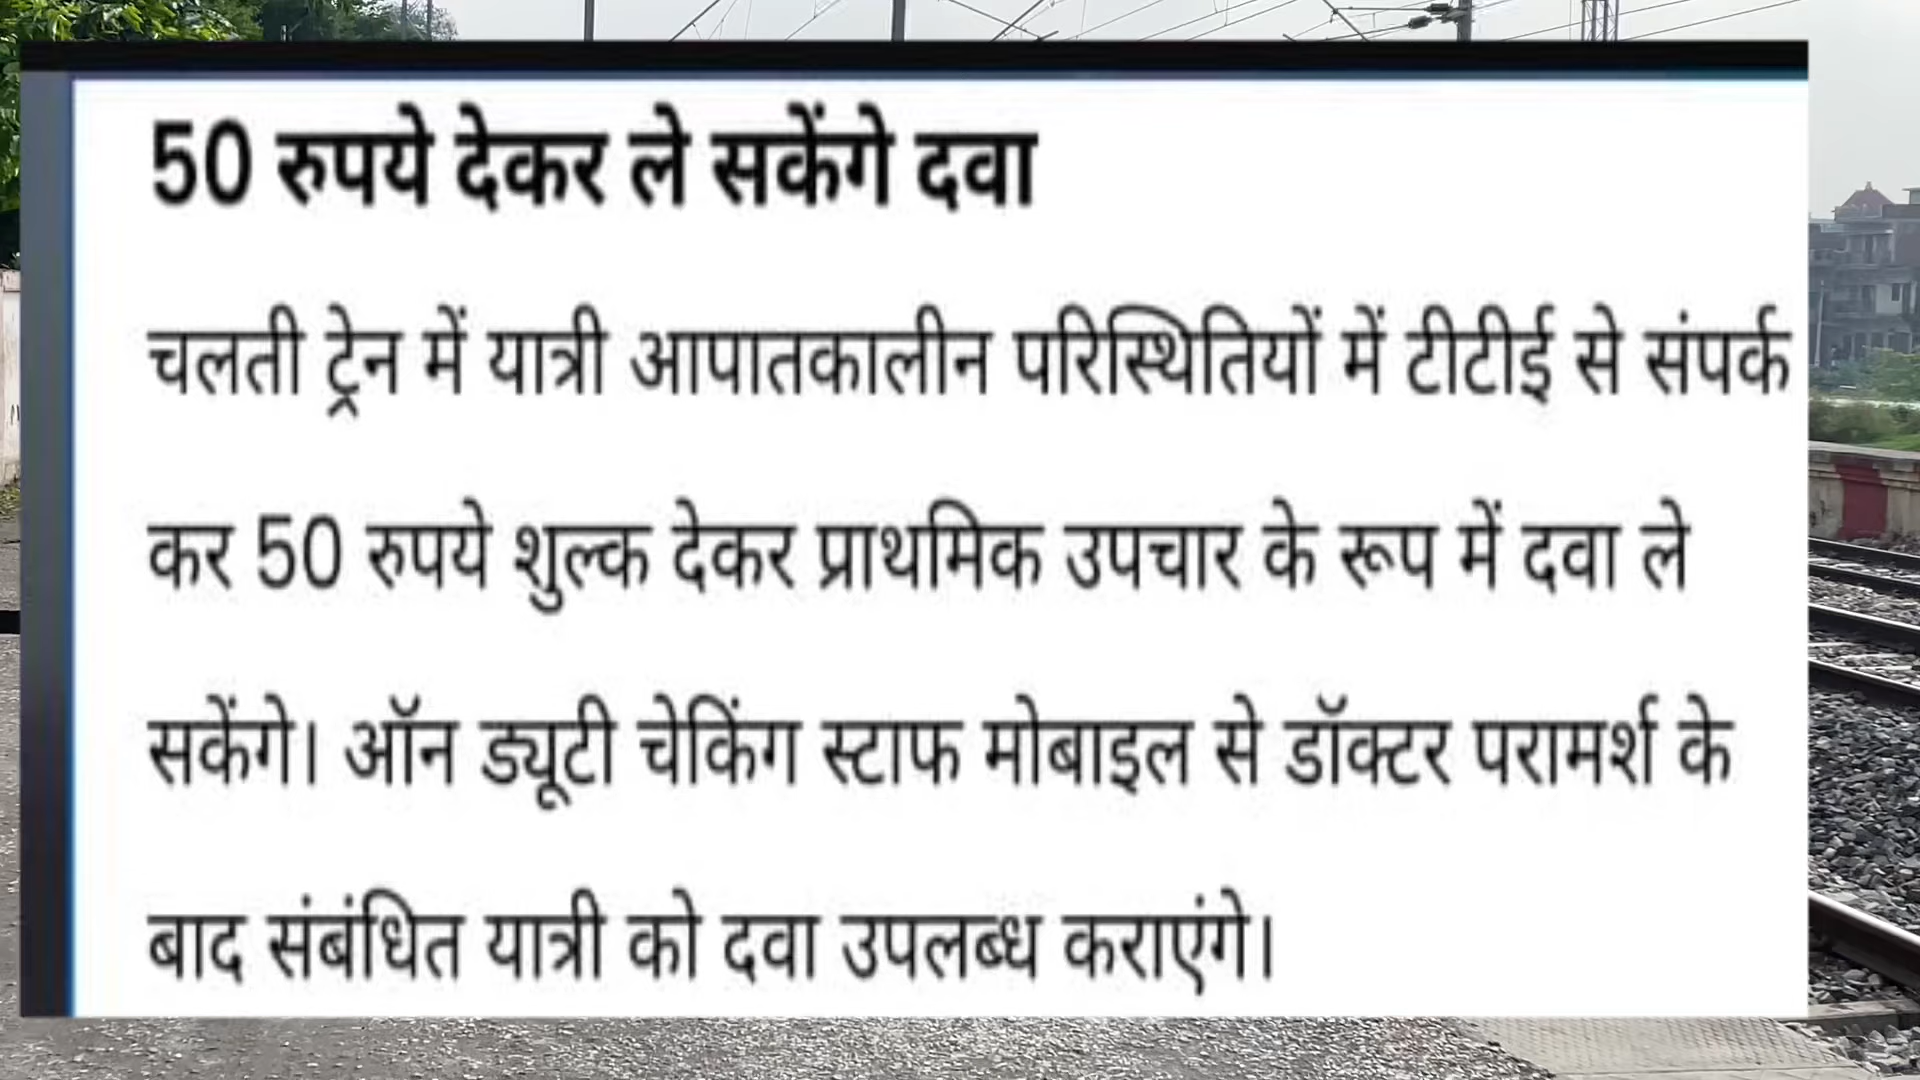 50 रुपये देकर ले सकेंगे दवा
चलती ट्रेन में यात्री आपातकालीन परिस्थितियों में टीटीई से संपर्क
कर 50 रुपये शुल्क देकर प्राथमिक उपचार के रूप में दवा ले
सकेंगे। ऑन ड्यूटी चेकिंग स्टाफ मोबाइल से डॉक्टर परामर्श के
बाद संबंधित यात्री को दवा उपलब्ध कराएंगे।